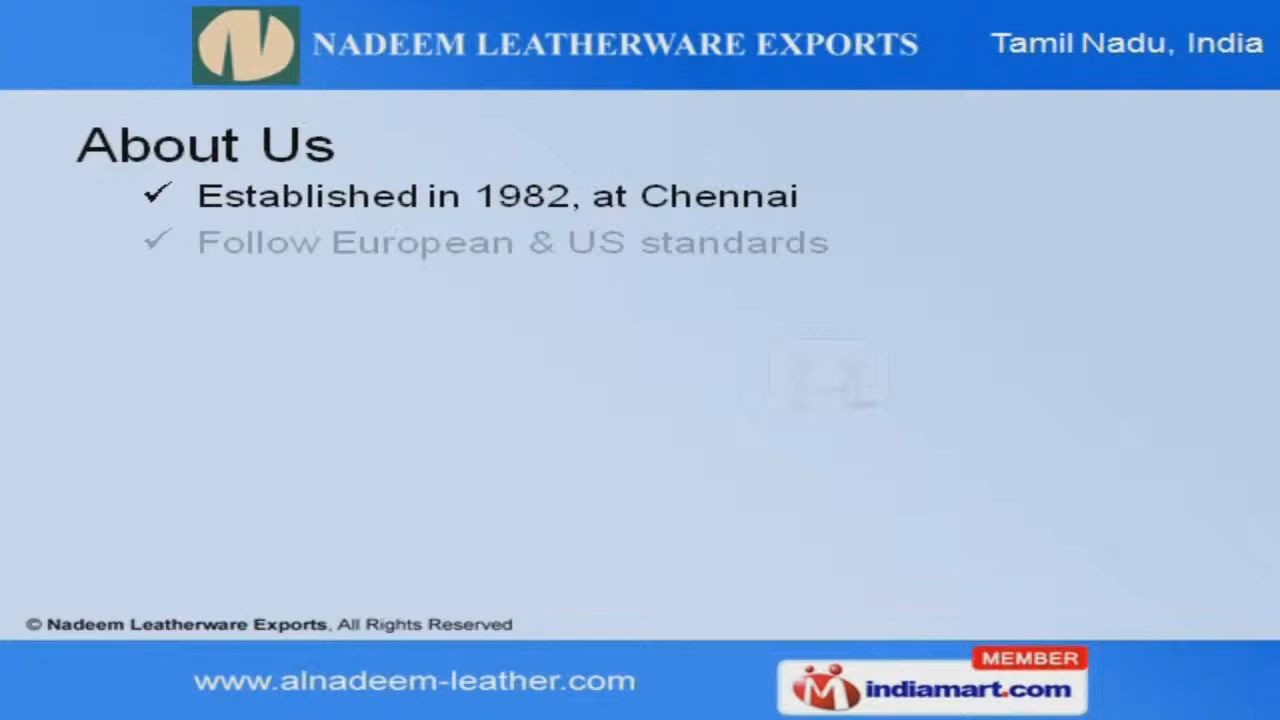 NADEEM LEATHERWARE EXPORTS
Tamil Nadu, India
About Us
✓ Established in 1982, at Chennai
✓ Follow European & US standards
© Nadeem Leatherware Exports, All Rights Reserved
www.alnadeem-leather.com
MEMBER
indiamart.com